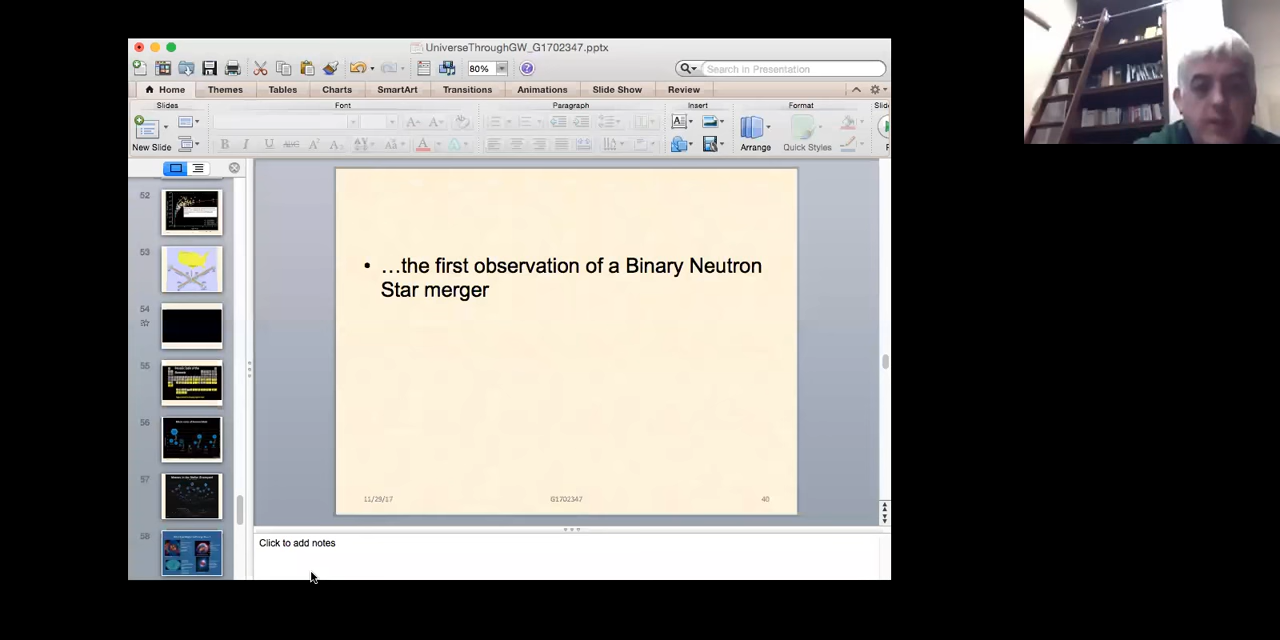 UniverseThroughGW_G1702347.pptx
80%
Search in Presentation
Home Themes Tables Charts SmartArt Transitions Animations Slide Show Review
Slides Font Paragraph Insert Format
New Slide Arrange Quick Styles
52
53
54
55
56
57
58
• …the first observation of a Binary Neutron
Star merger
11/29/17 G1702347 40
Click to add notes